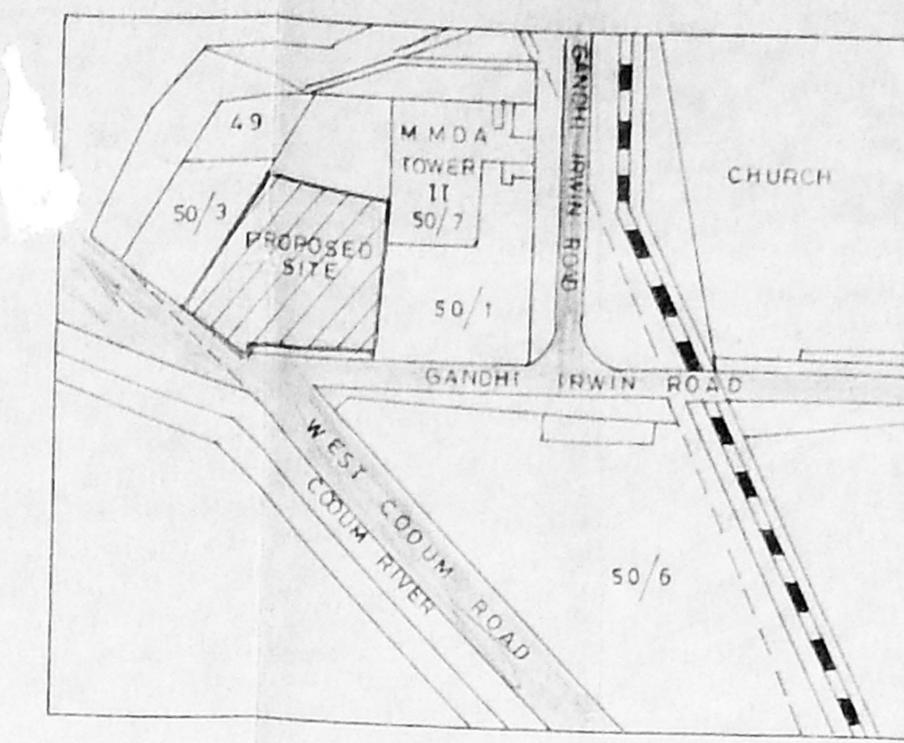 49
M.M.D.A
TOWER
II
50/7
GANDHI IRWIN ROAD
CHURCH
50/3
PROPOSED
SITE
50/1
GANDHI IRWIN ROAD
WEST COOUM ROAD
COOUM RIVER
50/6